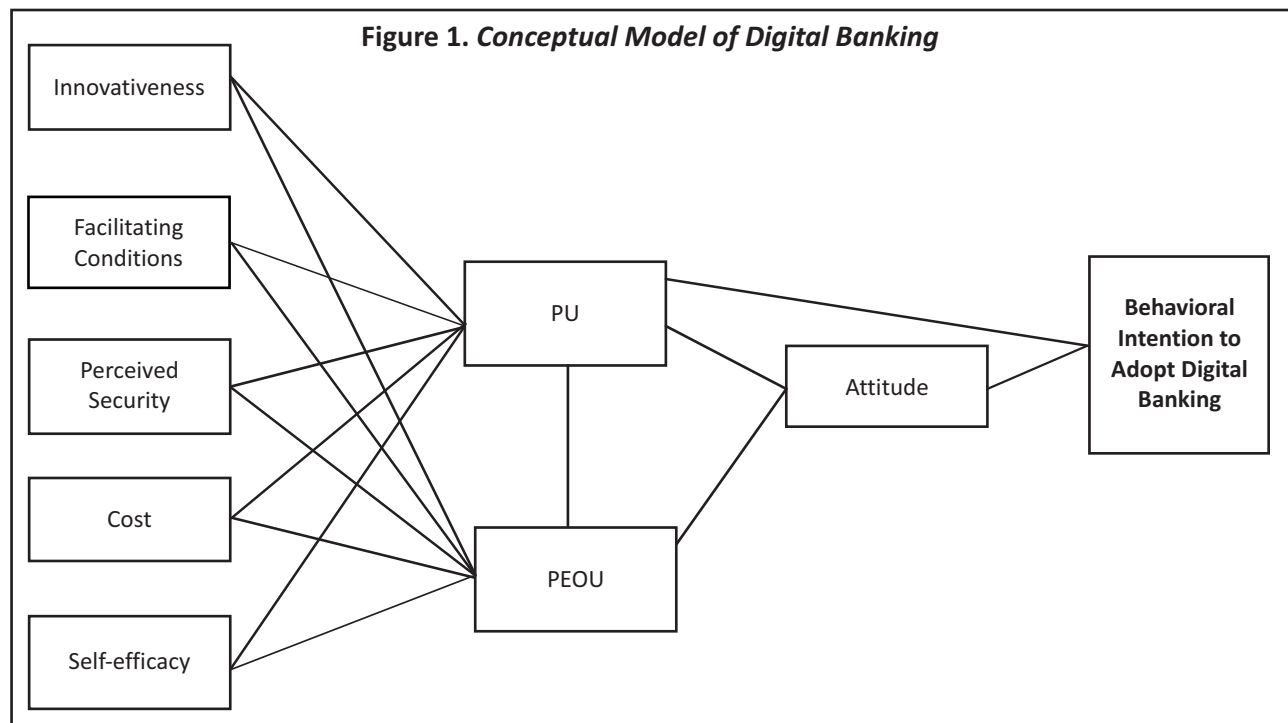 Figure 1. Conceptual Model of Digital Banking
Innovativeness
Facilitating
Conditions
Perceived
Security
Cost
Self-efficacy
PU
PEOU
Attitude
Behavioral
Intention to
Adopt Digital
Banking